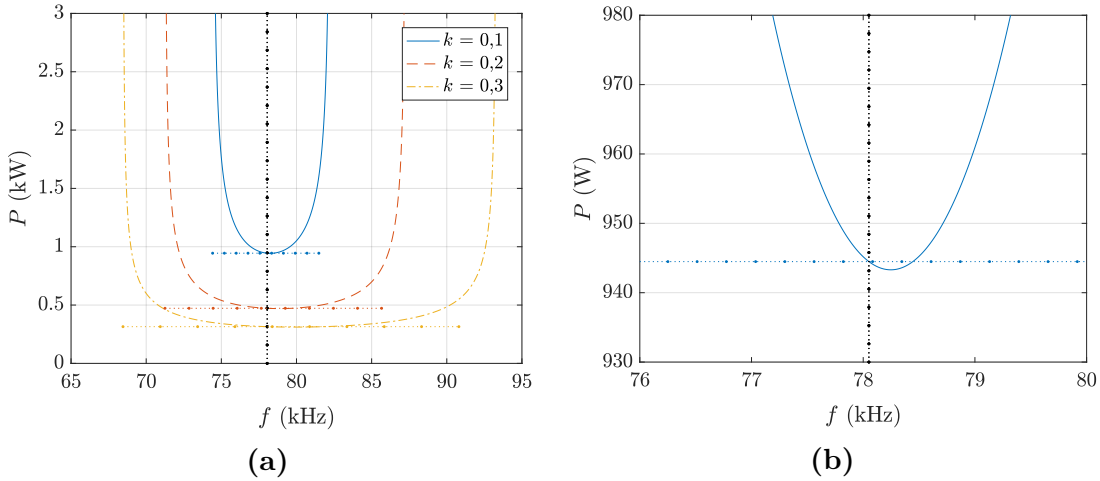 3
2.5
2
1.5
1
0.5
0
P (kW)
k = 0,1
k = 0,2
k = 0,3
65 70 75 80 85 90 95
f (kHz)
(a)
980
970
960
950
940
930
P (W)
76 77 78 79 80
f (kHz)
(b)